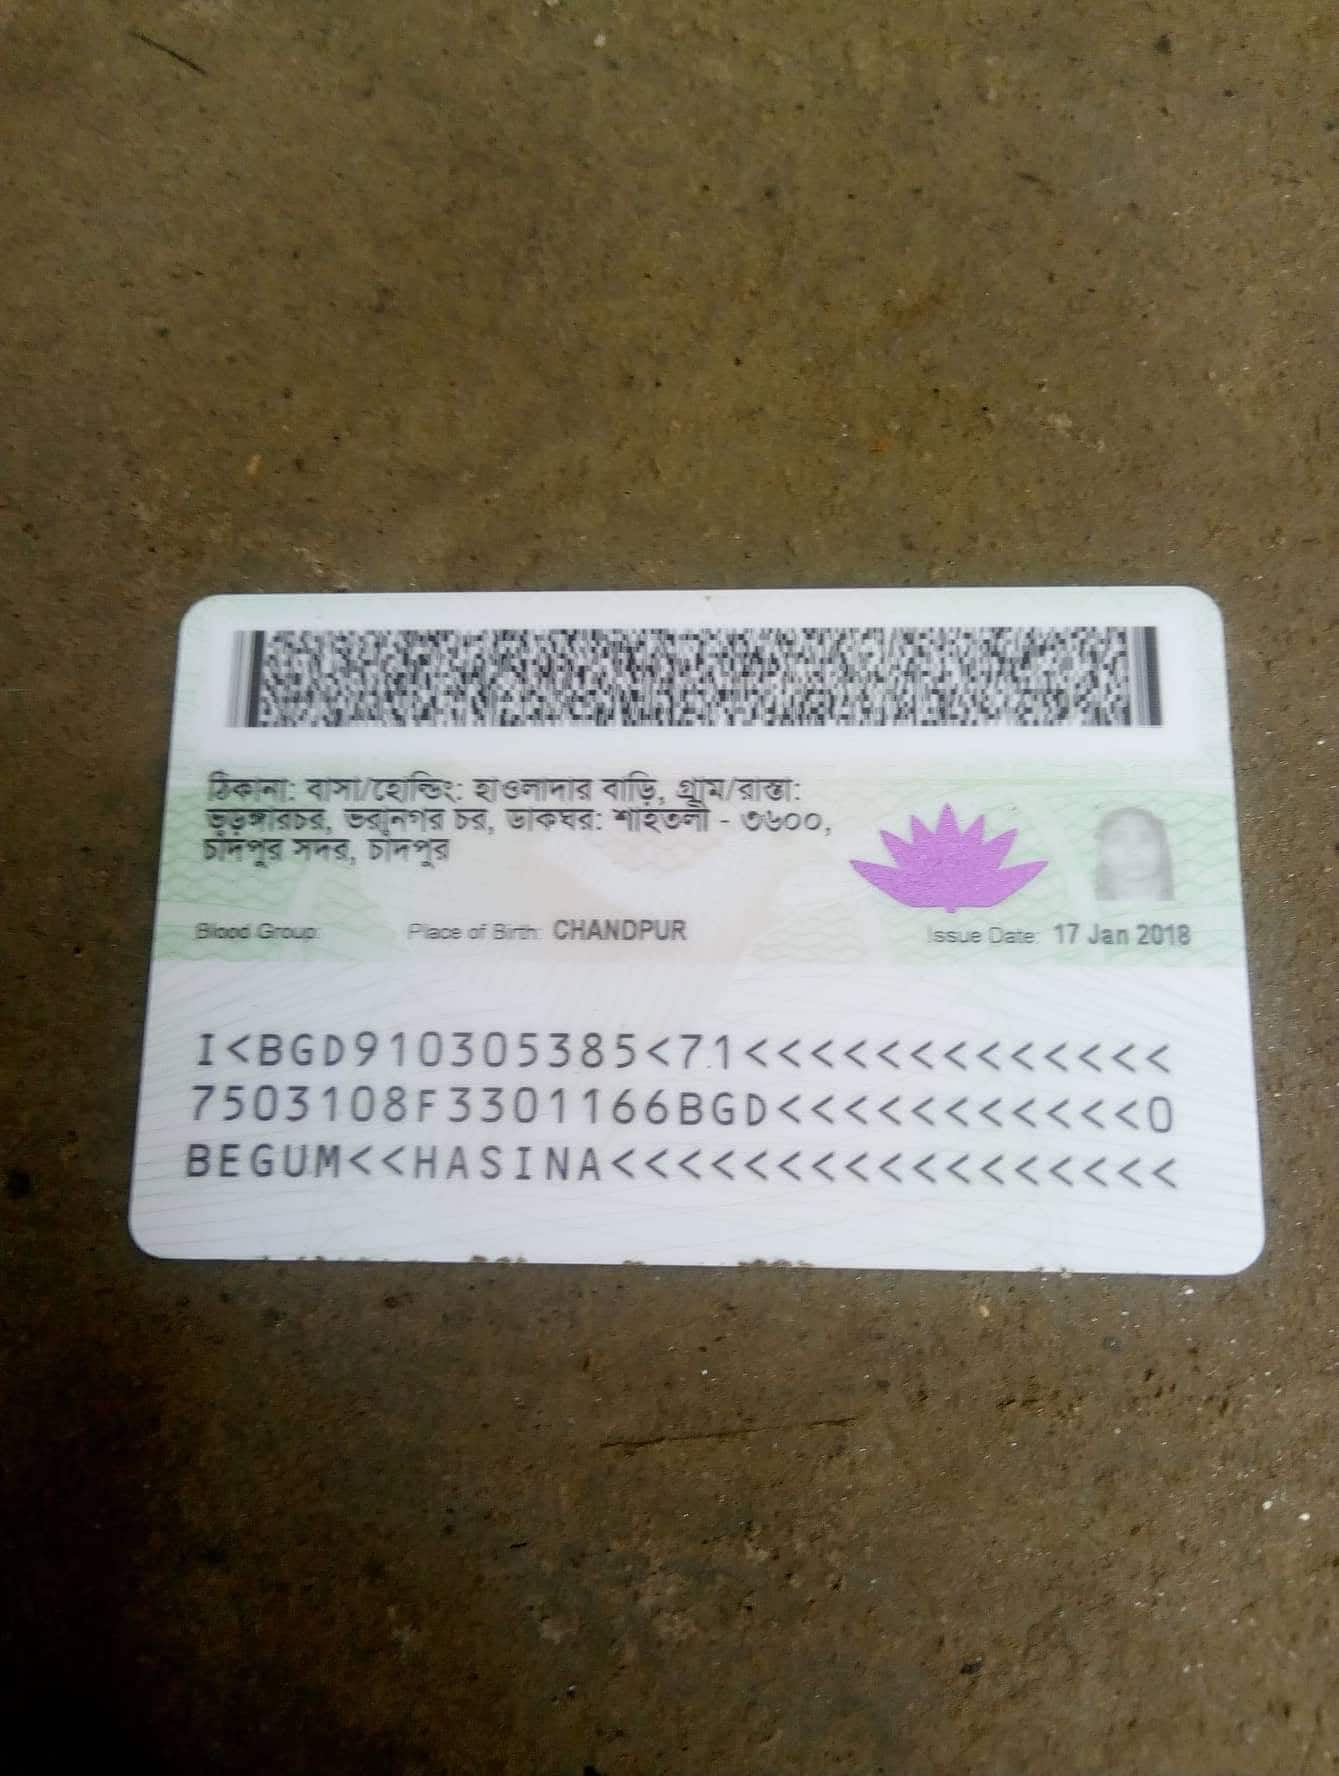 ঠিকানা: বাসা/হোল্ডিং: হাওলাদার বাড়ি, গ্রাম/রাস্তা:
ভড়ঙ্গারচর, ভরানগর চর, ডাকঘর: শাহতলী - ৩৬০০,
চাঁদপুর সদর, চাঁদপুর
Blood Group: Place of Birth: CHANDPUR Issue Date: 17 Jan 2018
I<BGD910305385<71<<<<<<<<<<<<<
7503108F3301166BGD<<<<<<<<<<<0
BEGUM<<HASINA<<<<<<<<<<<<<<<<<